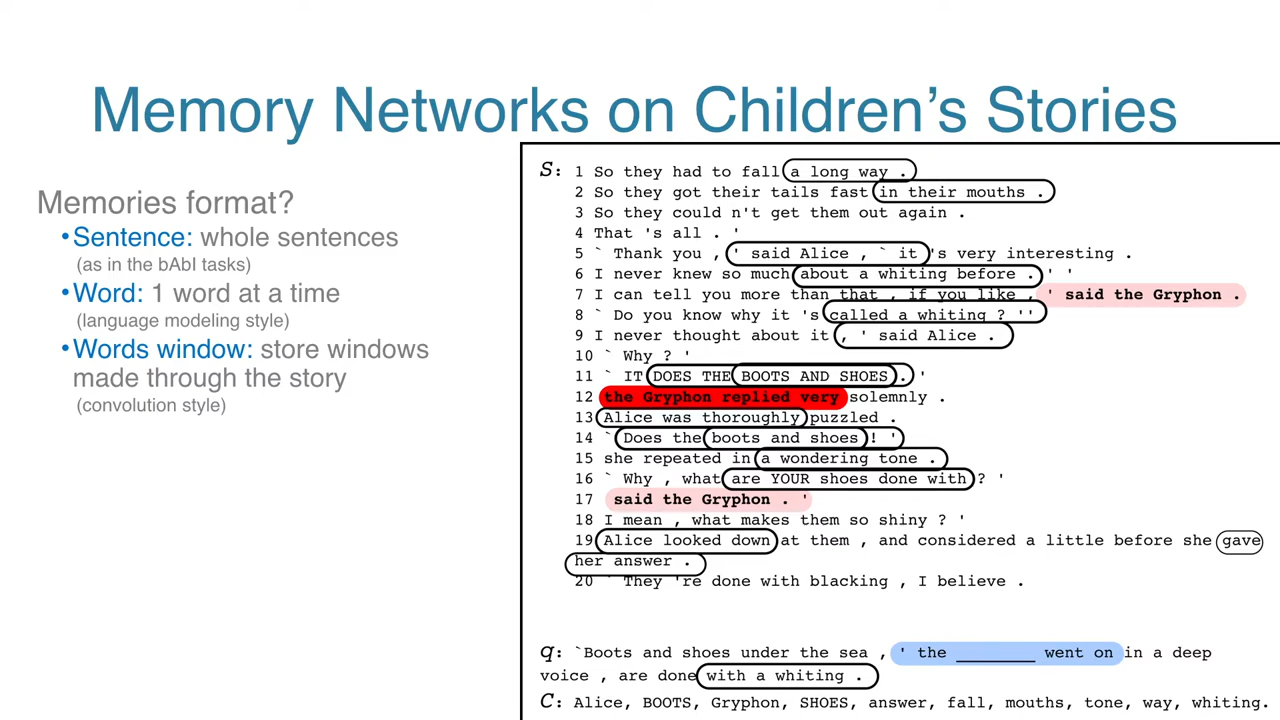 Memory Networks on Children's Stories
Memories format?
•Sentence: whole sentences
(as in the bAbI tasks)
•Word: 1 word at a time
(language modeling style)
•Words window: store windows
made through the story
(convolution style)
S: 1 So they had to fall a long way .
2 So they got their tails fast in their mouths .
3 So they could n't get them out again .
4 That 's all . '
5 ` Thank you , ' said Alice , ` it 's very interesting .
6 I never knew so much about a whiting before . ' '
7 I can tell you more than that , if you like , ' said the Gryphon .
8 ` Do you know why it 's called a whiting ? ''
9 I never thought about it , ' said Alice .
10 ` Why ? '
11 ` IT DOES THE BOOTS AND SHOES . '
12 the Gryphon replied very solemnly .
13 Alice was thoroughly puzzled .
14 ` Does the boots and shoes ! '
15 she repeated in a wondering tone .
16 ` Why , what are YOUR shoes done with ? '
17 said the Gryphon . '
18 I mean , what makes them so shiny ? '
19 Alice looked down at them , and considered a little before she gave
her answer .
20 ` They 're done with blacking , I believe .
q: `Boots and shoes under the sea , ' the ________ went on in a deep
voice , are done with a whiting .
C: Alice, BOOTS, Gryphon, SHOES, answer, fall, mouths, tone, way, whiting.